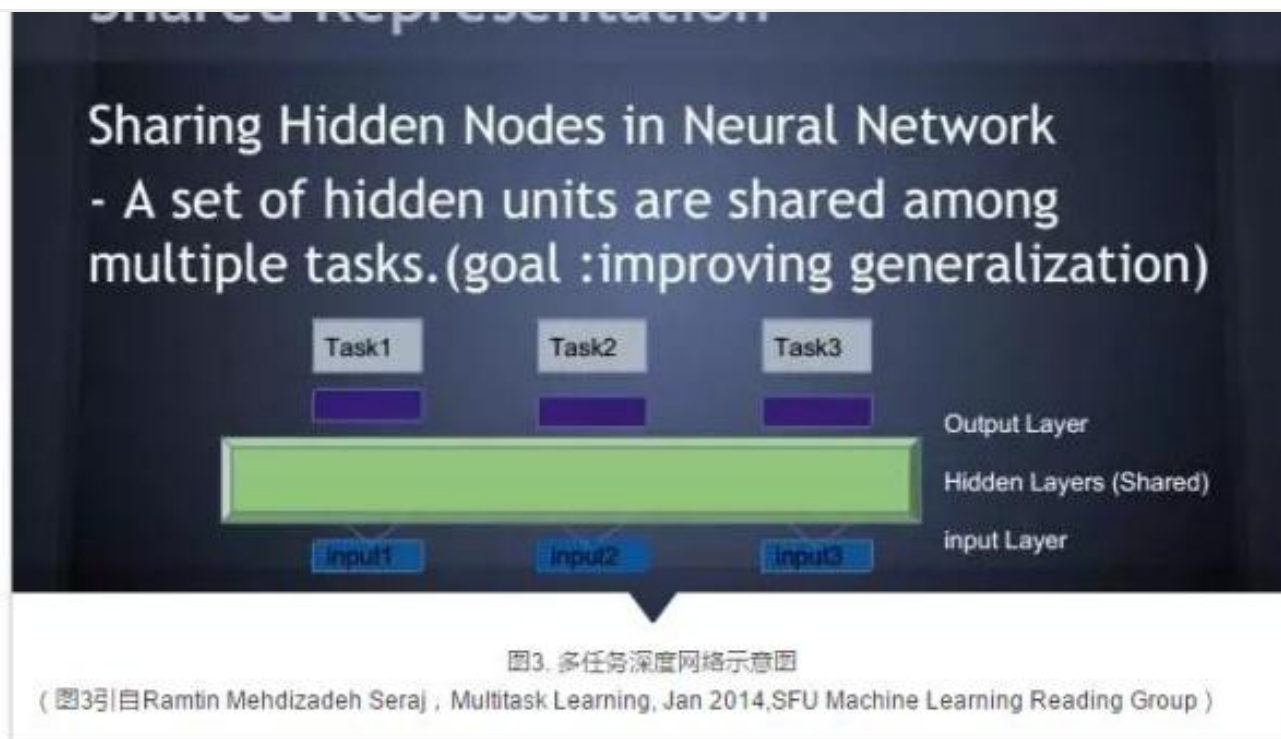 Shared Representation
Sharing Hidden Nodes in Neural Network
- A set of hidden units are shared among
multiple tasks.(goal :improving generalization)
Task1 Task2 Task3
Output Layer
Hidden Layers (Shared)
input1 input2 input3 input Layer
图3. 多任务深度网络示意图
( 图3引自Ramtin Mehdizadeh Seraj , Multitask Learning, Jan 2014,SFU Machine Learning Reading Group )